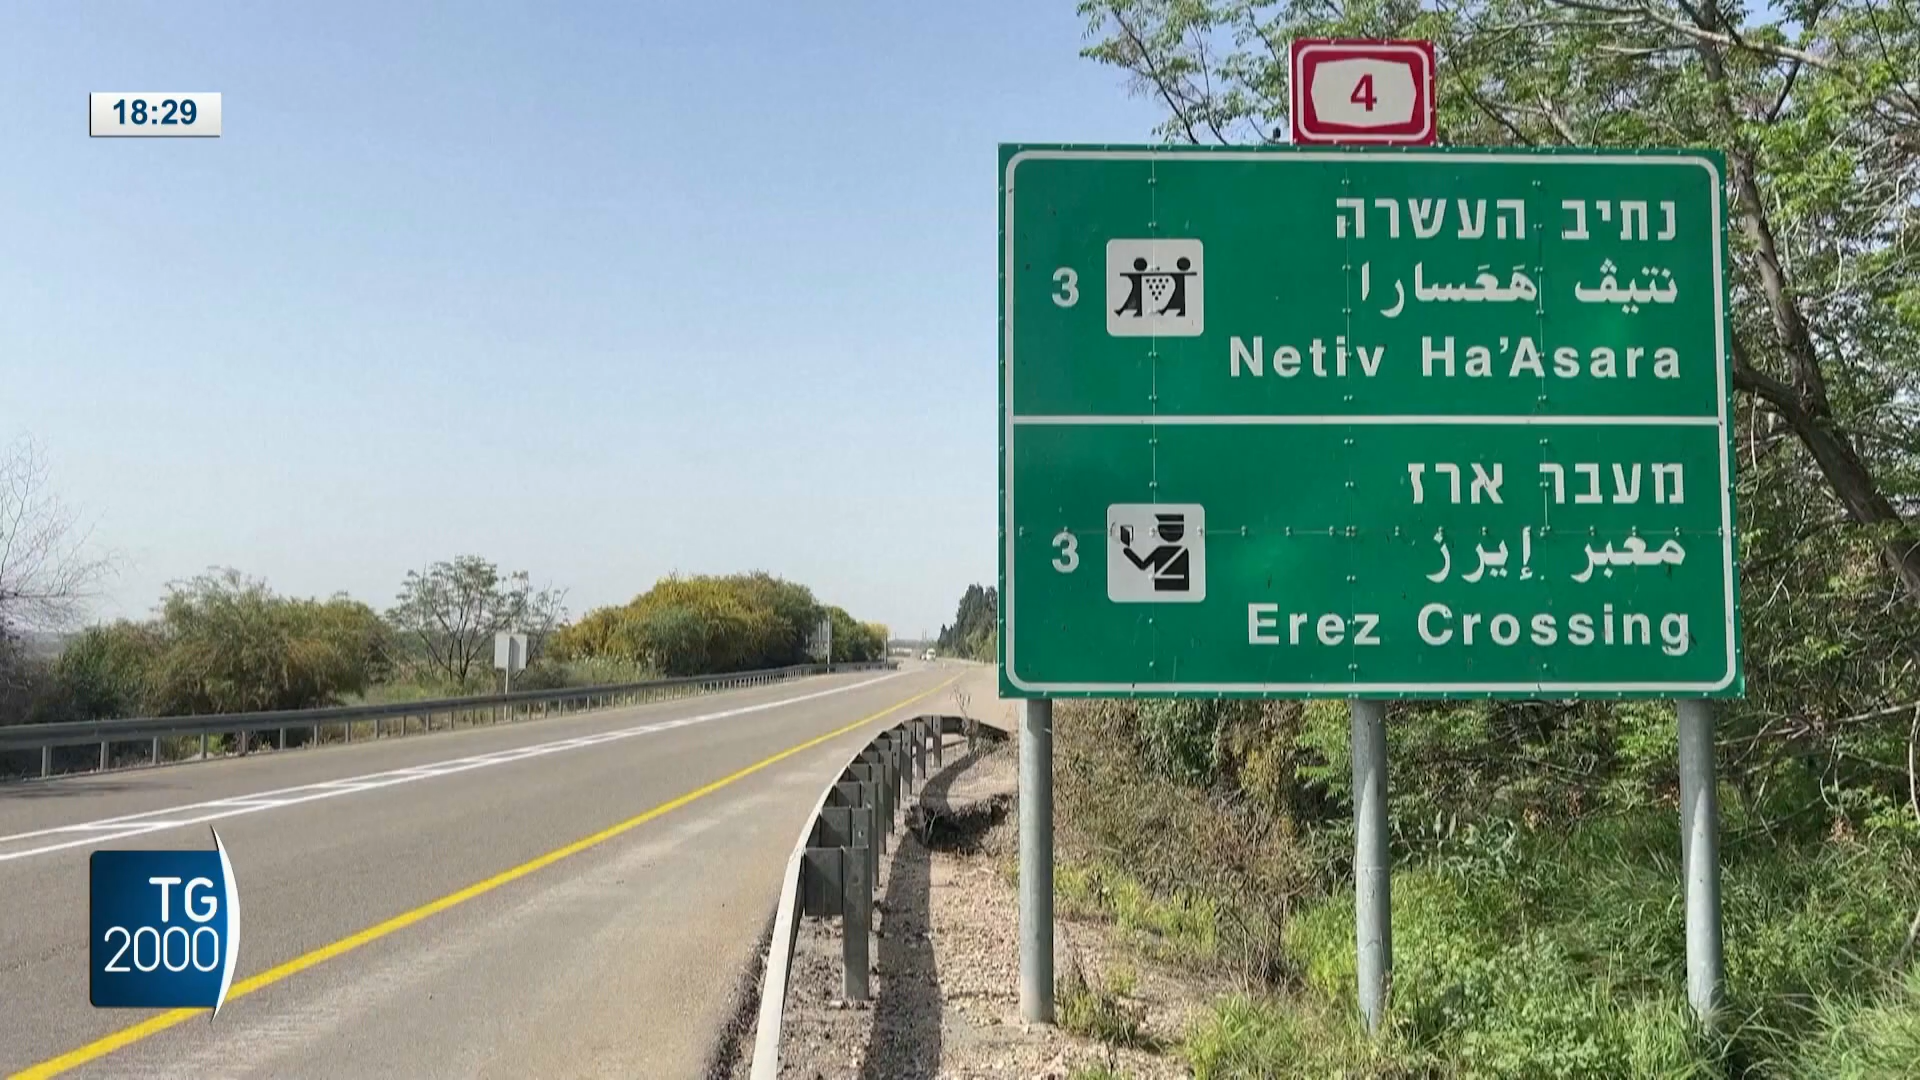 18:29
4
נתיב העשרה
نتيڤ هَعَسارا
3
Netiv Ha'Asara
מעבר ארז
معبر إيرز
3
Erez Crossing
TG
2000